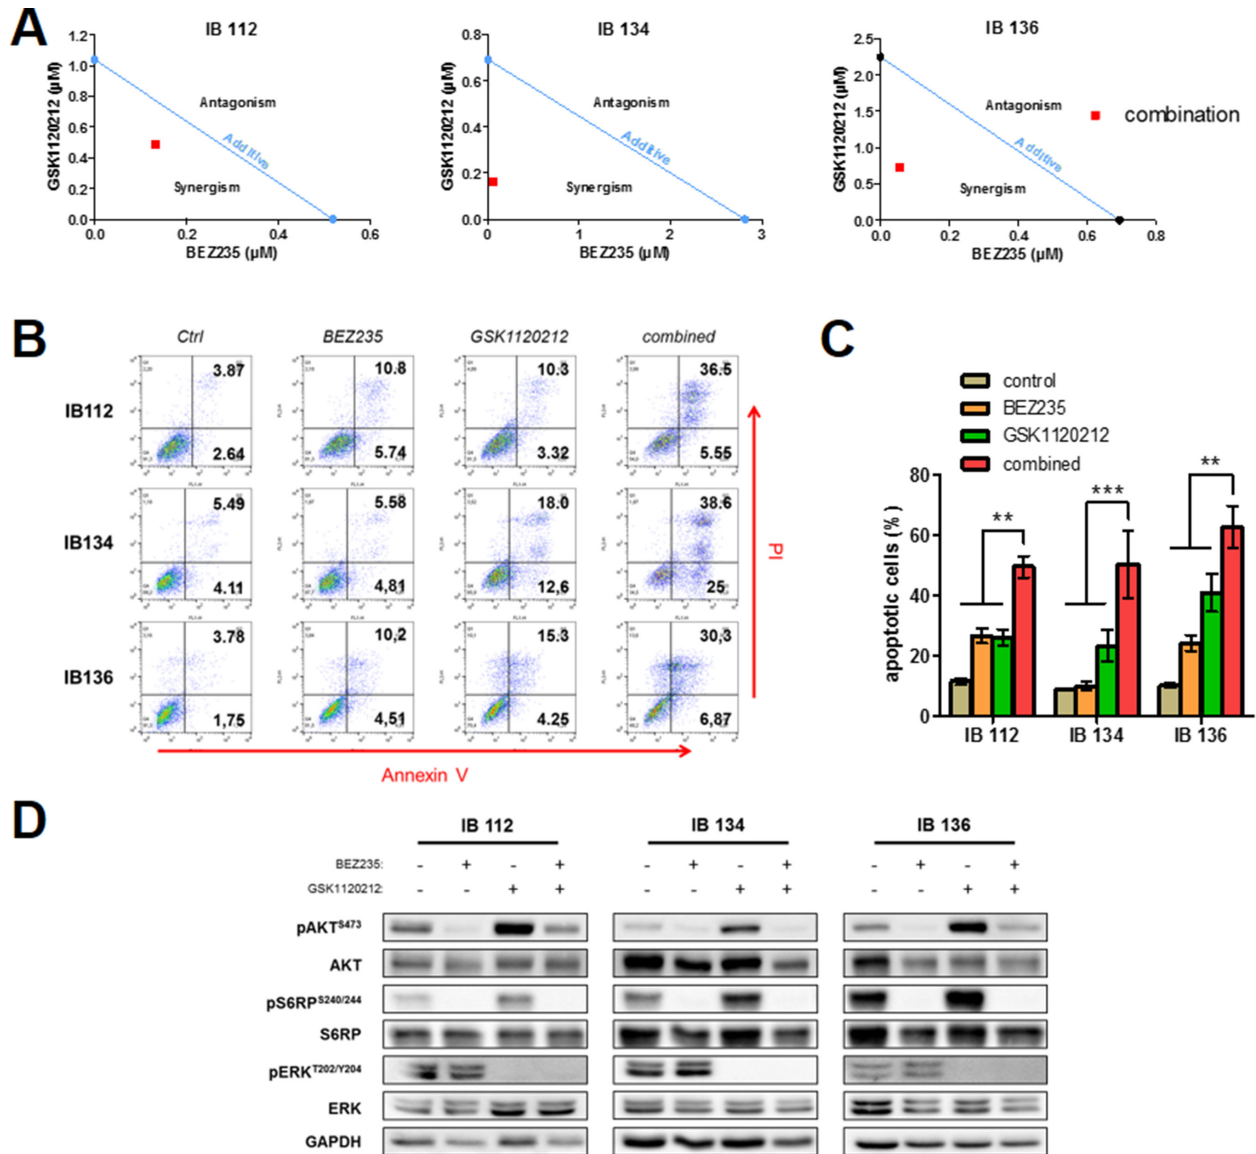 A
IB 112
1.2
1.0
0.8
0.6
0.4
0.2
0.0
GSK1120212 (µM)
Antagonism
Additive
Synergism
0.0 0.2 0.4 0.6
BEZ235 (µM)
IB 134
0.8
0.6
0.4
0.2
0.0
GSK1120212 (µM)
Antagonism
Additive
Synergism
0 1 2 3
BEZ235 (µM)
IB 136
2.5
2.0
1.5
1.0
0.5
0.0
GSK1120212 (µM)
Antagonism
Additive
Synergism
0.0 0.2 0.4 0.6 0.8
BEZ235 (µM)
combination
B
Ctrl BEZ235 GSK1120212 combined
IB112
3.87 10.8 10.3 36.5
2.64 5.74 3.32 5.55
IB134
5.49 5.58 18.0 38.6
4.11 4,81 12,6 25
IB136
3.78 10,2 15.3 30,3
1,75 4,51 4.25 6,87
PI
Annexin V
C
control
BEZ235
GSK1120212
combined
80
60
40
20
0
apoptotic cells (%)
** *** **
IB 112 IB 134 IB 136
D
IB 112 IB 134 IB 136
BEZ235: - + - + - + - + - + - +
GSK1120212: - - + + - - + + - - + +
pAKTS473
AKT
pS6RPS240/244
S6RP
pERKT202/Y204
ERK
GAPDH